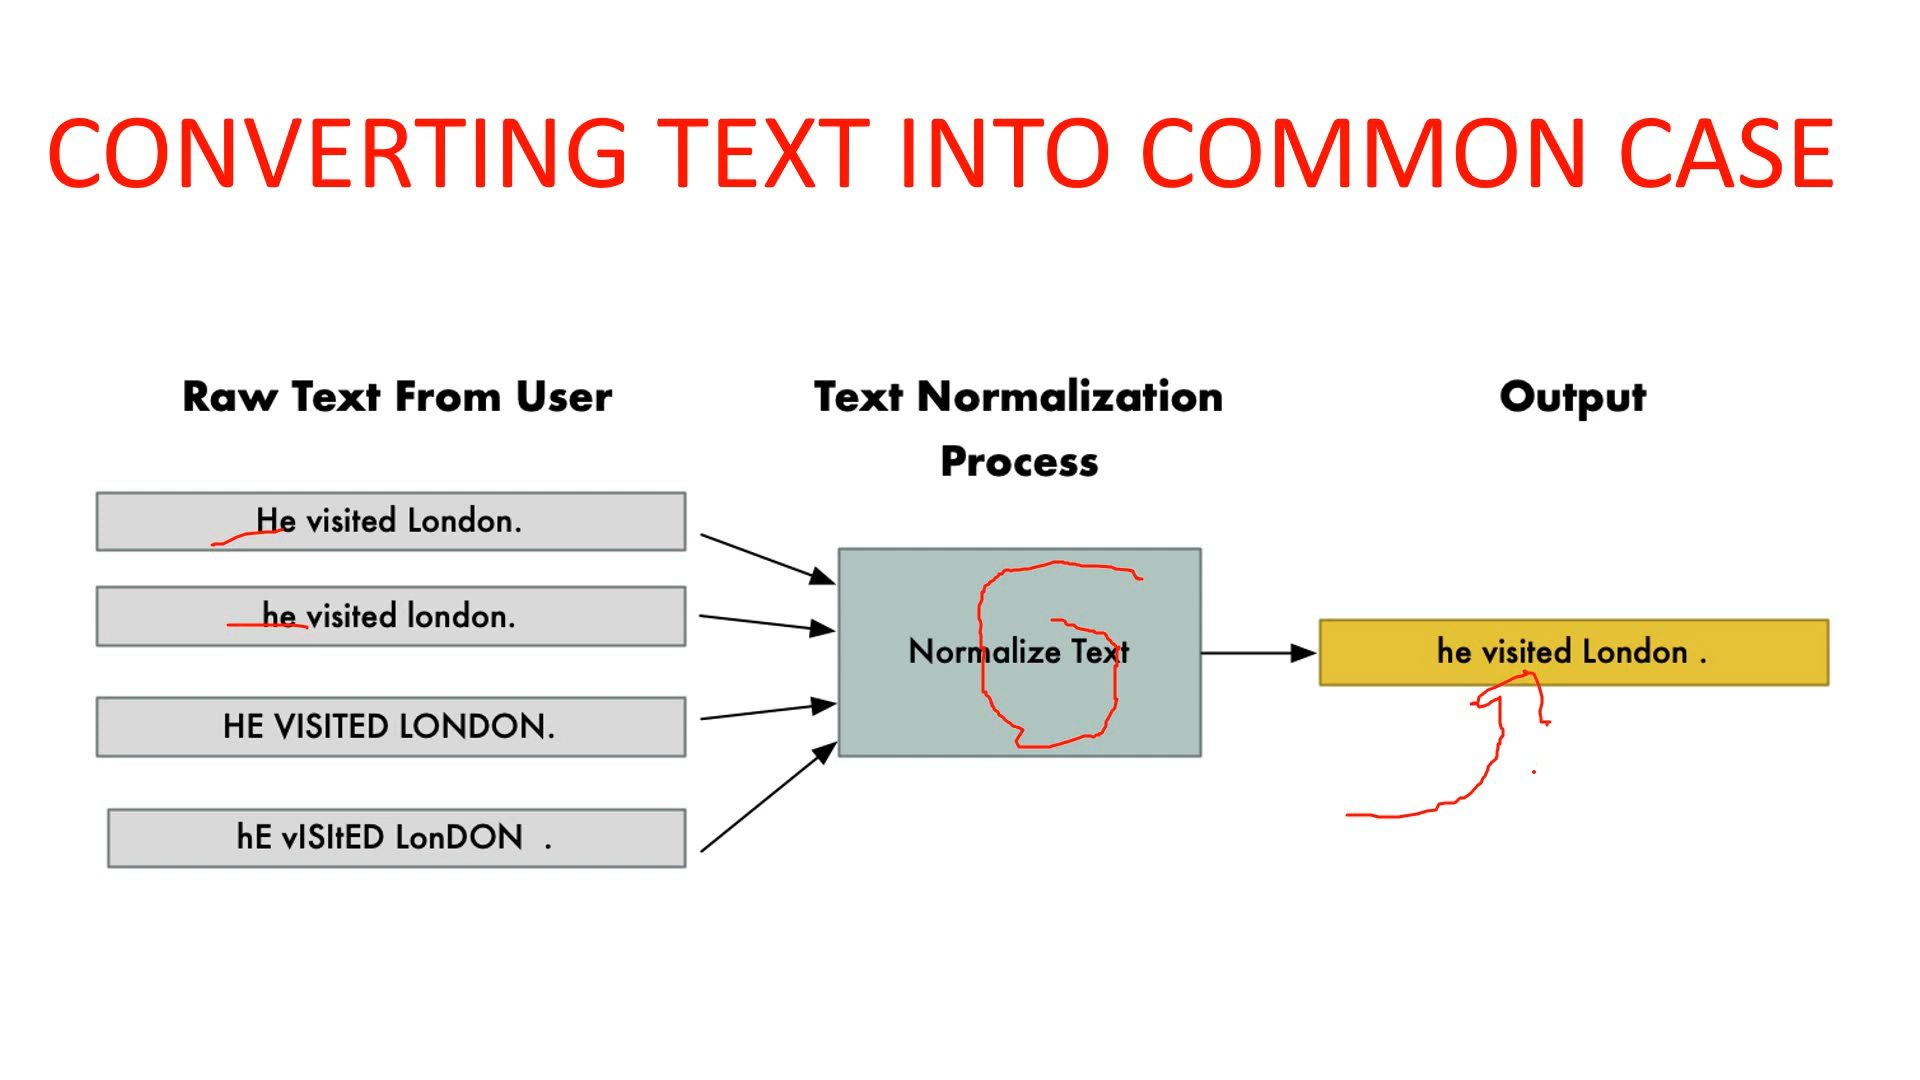 CONVERTING TEXT INTO COMMON CASE
Raw Text From User
He visited London.
he visited london.
HE VISITED LONDON.
hE vISItED LonDON .
Text Normalization
Process
Normalize Text
Output
he visited London .